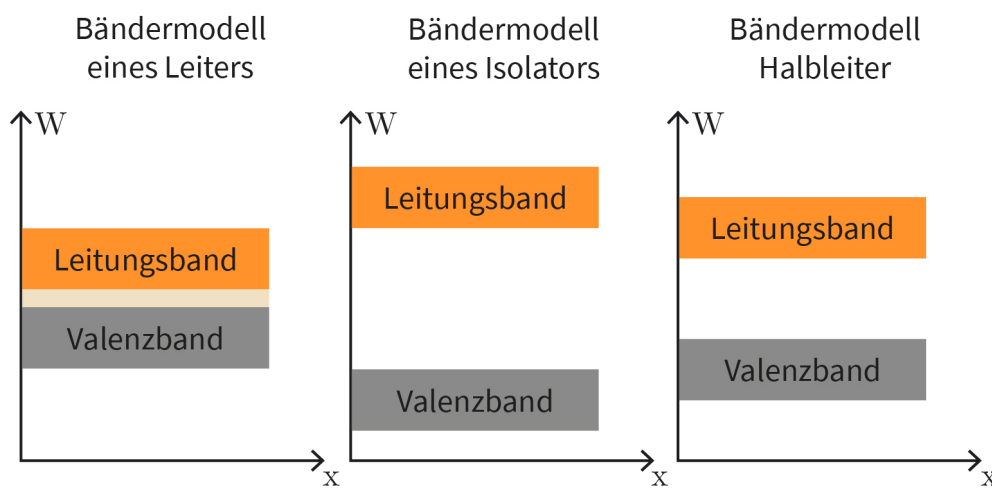 Bändermodell
eines Leiters
W
Leitungsband
Valenzband
x
Bändermodell
eines Isolators
W
Leitungsband
Valenzband
x
Bändermodell
Halbleiter
W
Leitungsband
Valenzband
x